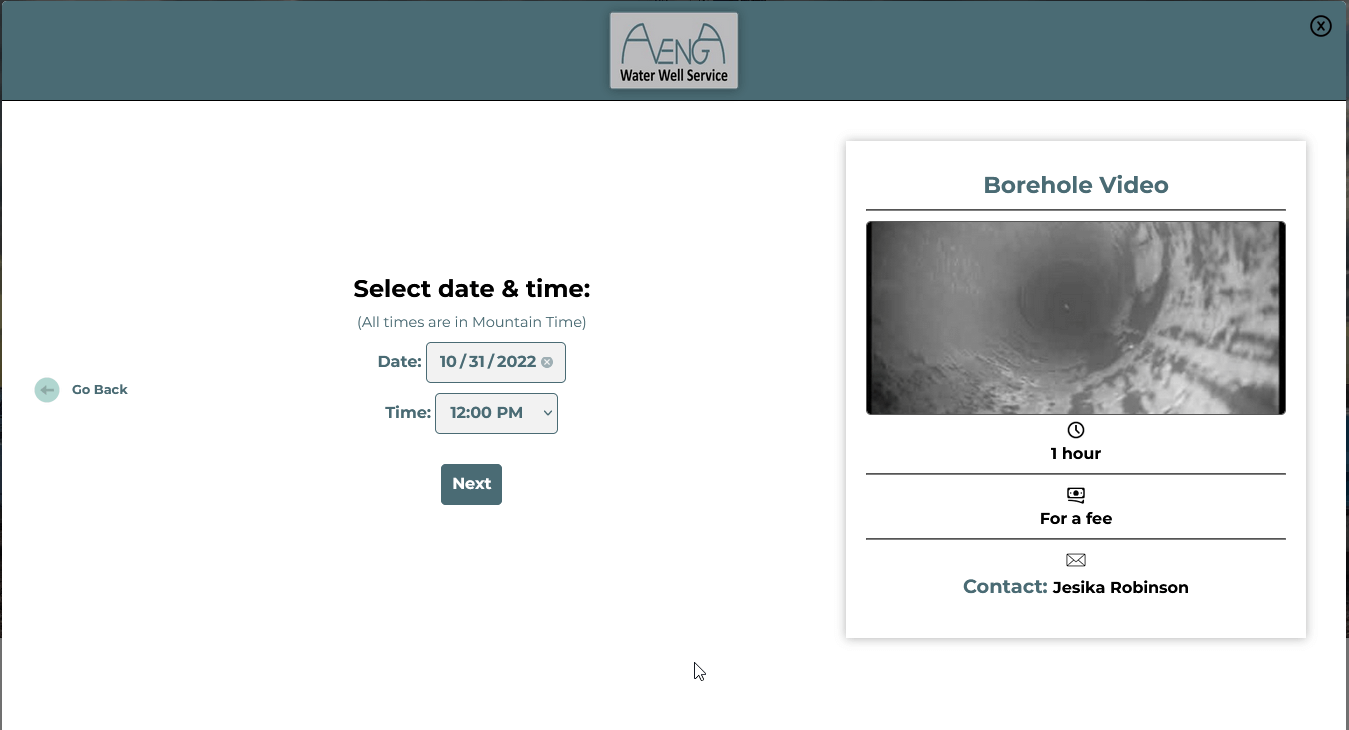 AVENGA
Water Well Service
Select date & time:
(All times are in Mountain Time)
Date: 10/31/2022
Time: 12:00 PM
Go Back
Next
Borehole Video
1 hour
For a fee
Contact: Jesika Robinson